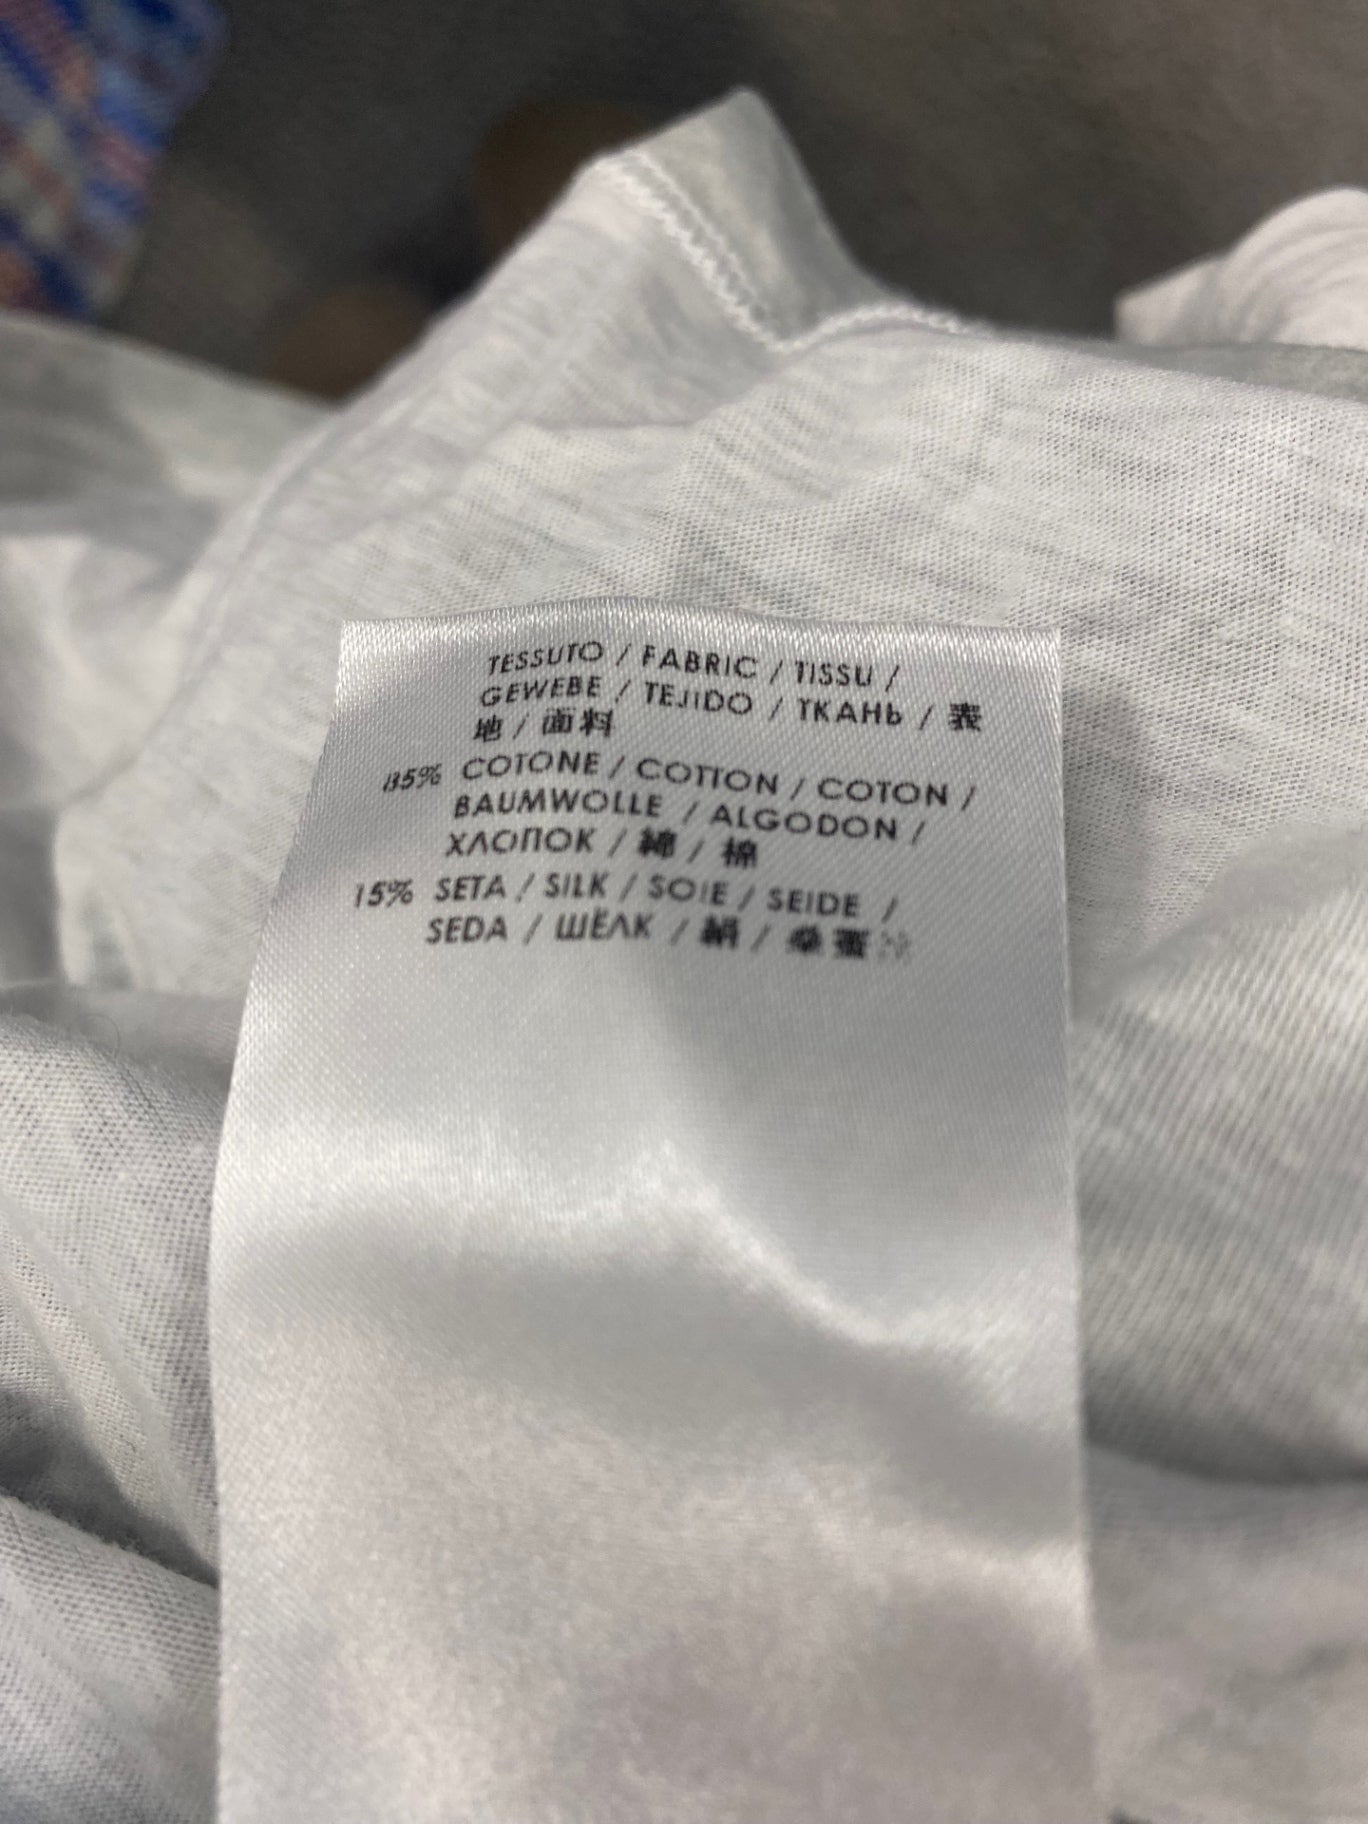 TESSUTO / FABRIC / TISSU /
GEWEBE / TEJIDO / ТКАНЬ / 表
地 / 面料
85% COTONE / COTTON / COTON /
BAUMWOLLE / ALGODON /
ХЛОПОК / 綿 / 棉
15% SETA / SILK / SOIE / SEIDE /
SEDA / ШЁЛК / 絹 / 桑蚕